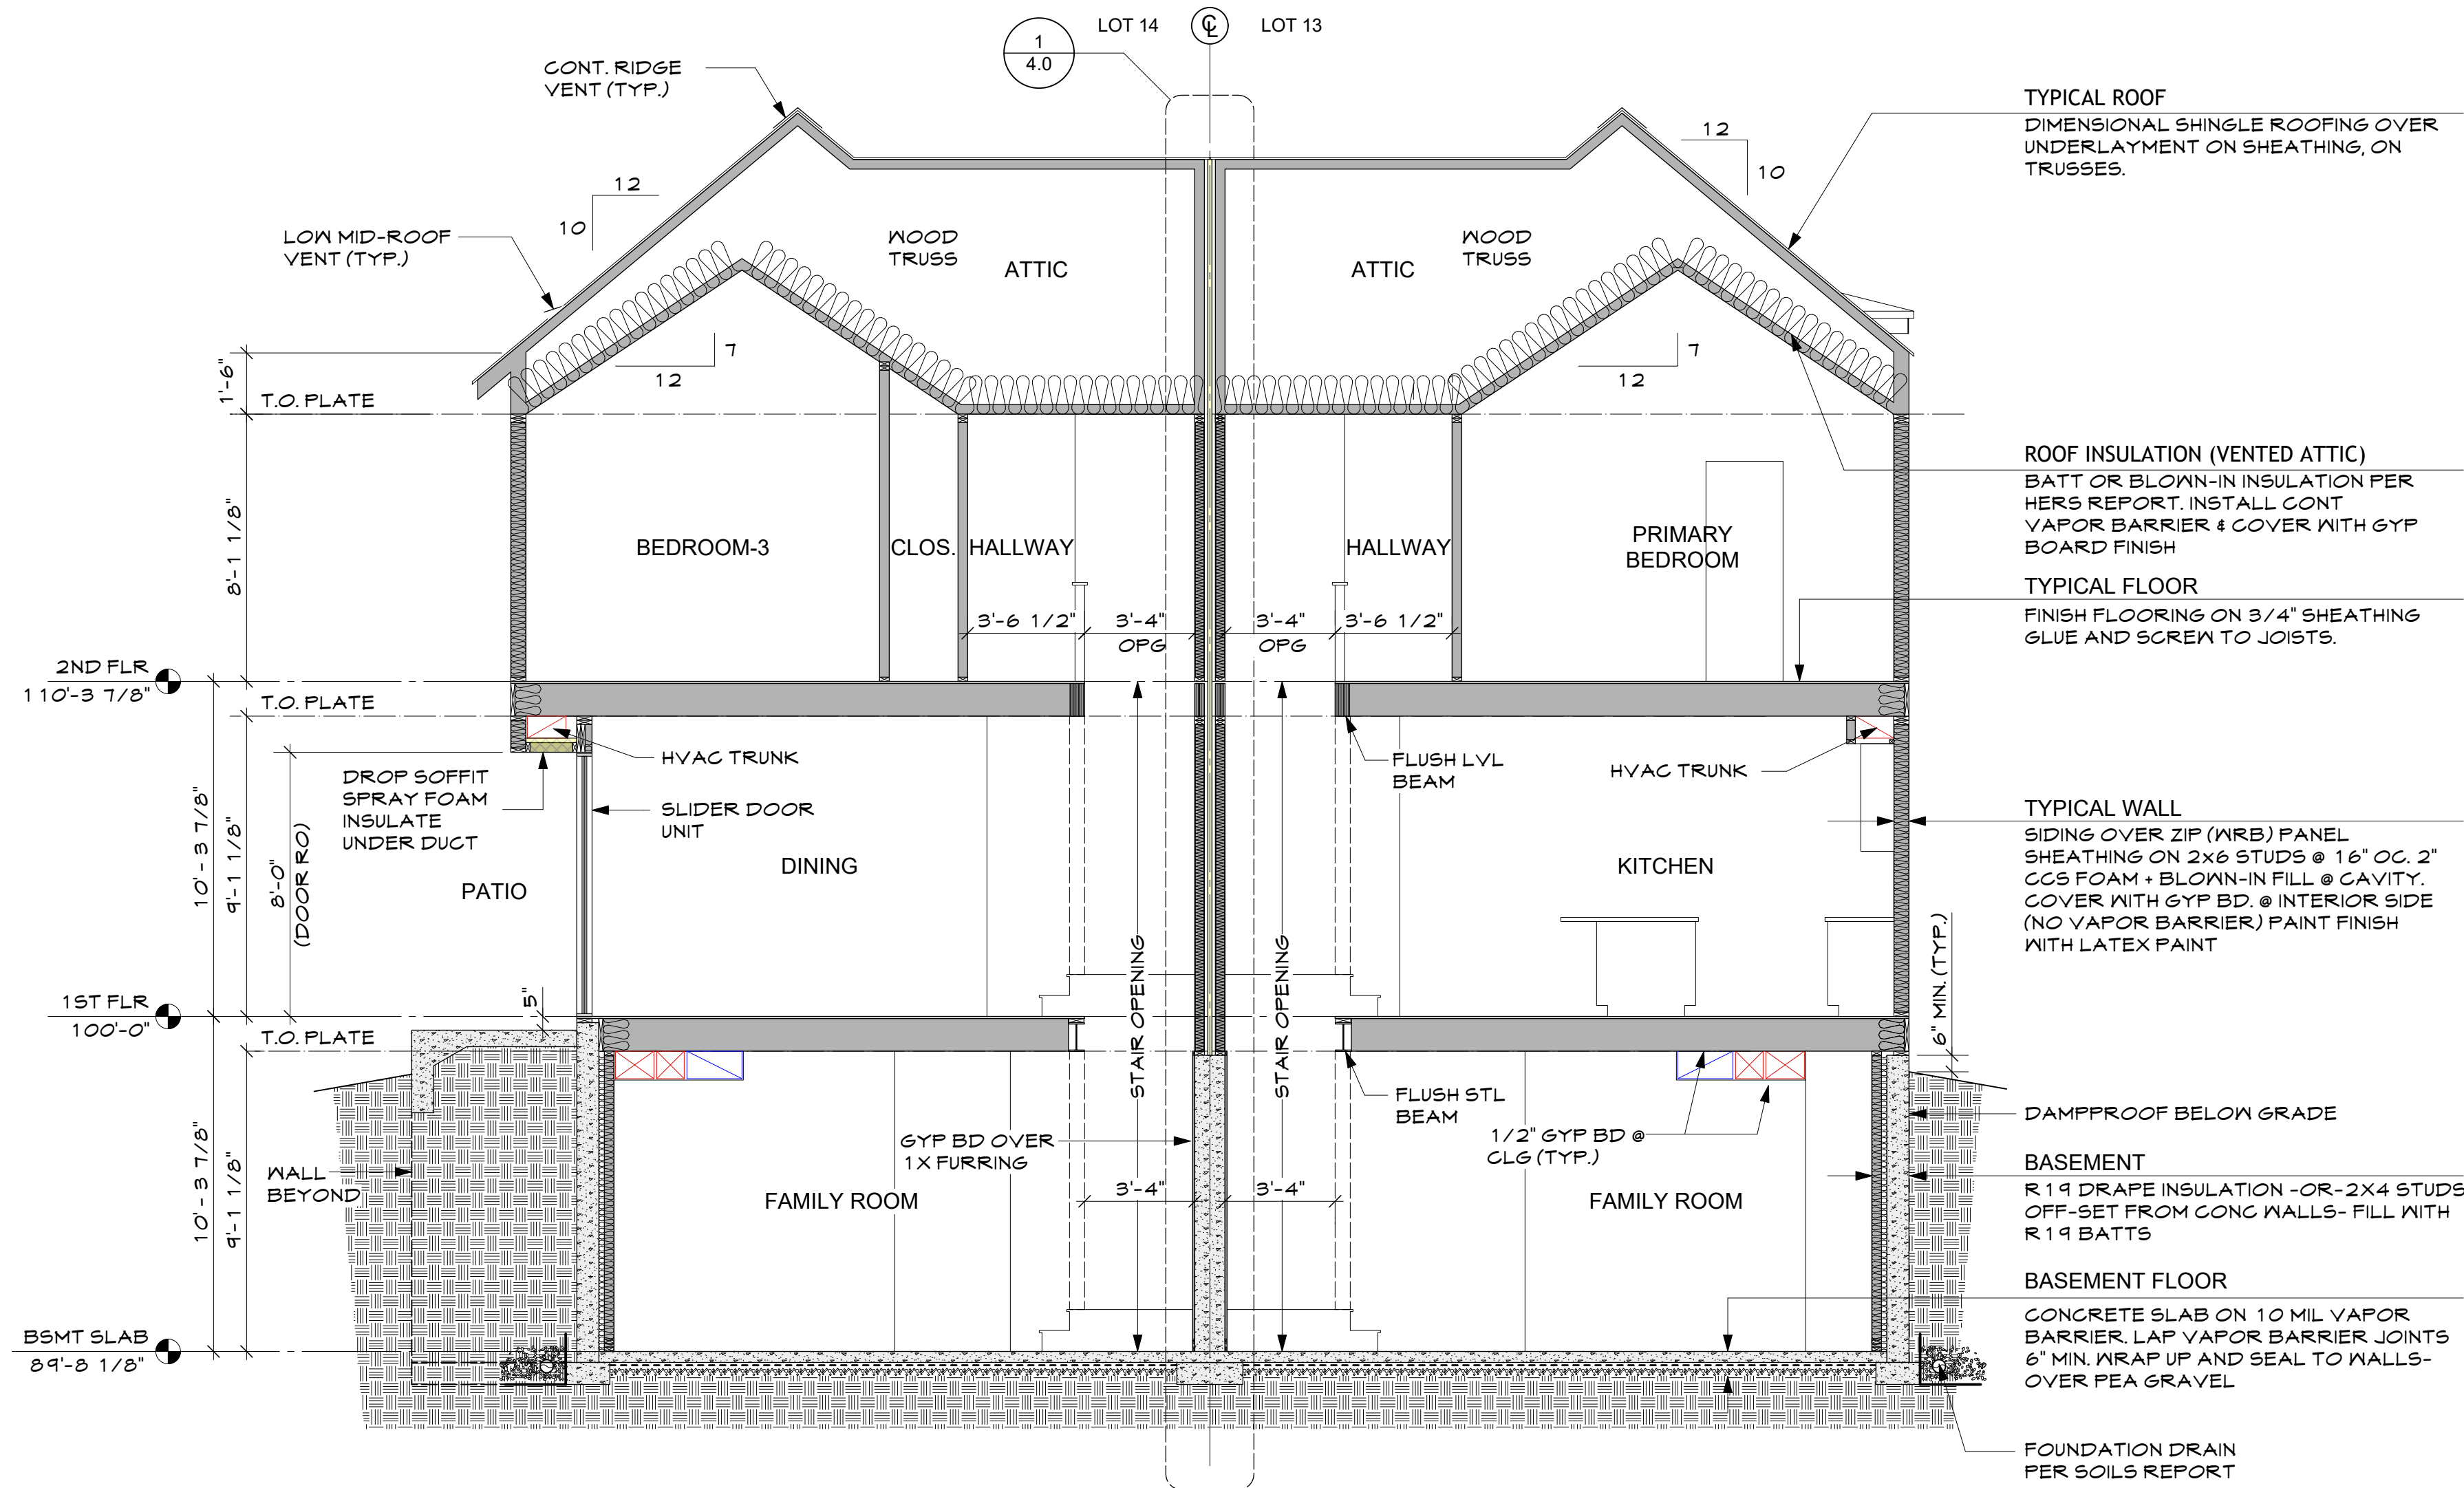 LOT 14
CL
LOT 13
1
4.0
CONT. RIDGE
VENT (TYP.)
12
10
LOW MID-ROOF
VENT (TYP.)
WOOD
TRUSS
ATTIC
ATTIC
WOOD
TRUSS
12
10
TYPICAL ROOF
DIMENSIONAL SHINGLE ROOFING OVER
UNDERLAYMENT ON SHEATHING, ON
TRUSSES.
1'-6"
T.O. PLATE
7
12
7
12
ROOF INSULATION (VENTED ATTIC)
BATT OR BLOWN-IN INSULATION PER
HERS REPORT. INSTALL CONT
VAPOR BARRIER & COVER WITH GYP
BOARD FINISH
8'-1 1/8"
BEDROOM-3
CLOS.
HALLWAY
HALLWAY
PRIMARY
BEDROOM
TYPICAL FLOOR
FINISH FLOORING ON 3/4" SHEATHING
GLUE AND SCREW TO JOISTS.
3'-6 1/2"
3'-4"
OPG
3'-4"
OPG
3'-6 1/2"
2ND FLR
110'-3 7/8"
T.O. PLATE
HVAC TRUNK
DROP SOFFIT
SPRAY FOAM
INSULATE
UNDER DUCT
SLIDER DOOR
UNIT
FLUSH LVL
BEAM
HVAC TRUNK
10'-3 7/8"
9'-1 1/8"
8'-0"
(DOOR RO)
PATIO
DINING
KITCHEN
STAIR OPENING
STAIR OPENING
TYPICAL WALL
SIDING OVER ZIP (WRB) PANEL
SHEATHING ON 2x6 STUDS @ 16" OC. 2"
CCS FOAM + BLOWN-IN FILL @ CAVITY.
COVER WITH GYP BD. @ INTERIOR SIDE
(NO VAPOR BARRIER) PAINT FINISH
WITH LATEX PAINT
6" MIN. (TYP.)
5"
1ST FLR
100'-0"
T.O. PLATE
FLUSH STL
BEAM
1/2" GYP BD @
CLG (TYP.)
GYP BD OVER
1X FURRING
DAMPPROOF BELOW GRADE
10'-3 7/8"
9'-1 1/8"
WALL
BEYOND
FAMILY ROOM
3'-4"
3'-4"
FAMILY ROOM
BASEMENT
R19 DRAPE INSULATION -OR-2X4 STUDS
OFF-SET FROM CONC WALLS- FILL WITH
R19 BATTS
BASEMENT FLOOR
CONCRETE SLAB ON 10 MIL VAPOR
BARRIER. LAP VAPOR BARRIER JOINTS
6" MIN. WRAP UP AND SEAL TO WALLS-
OVER PEA GRAVEL
BSMT SLAB
89'-8 1/8"
FOUNDATION DRAIN
PER SOILS REPORT